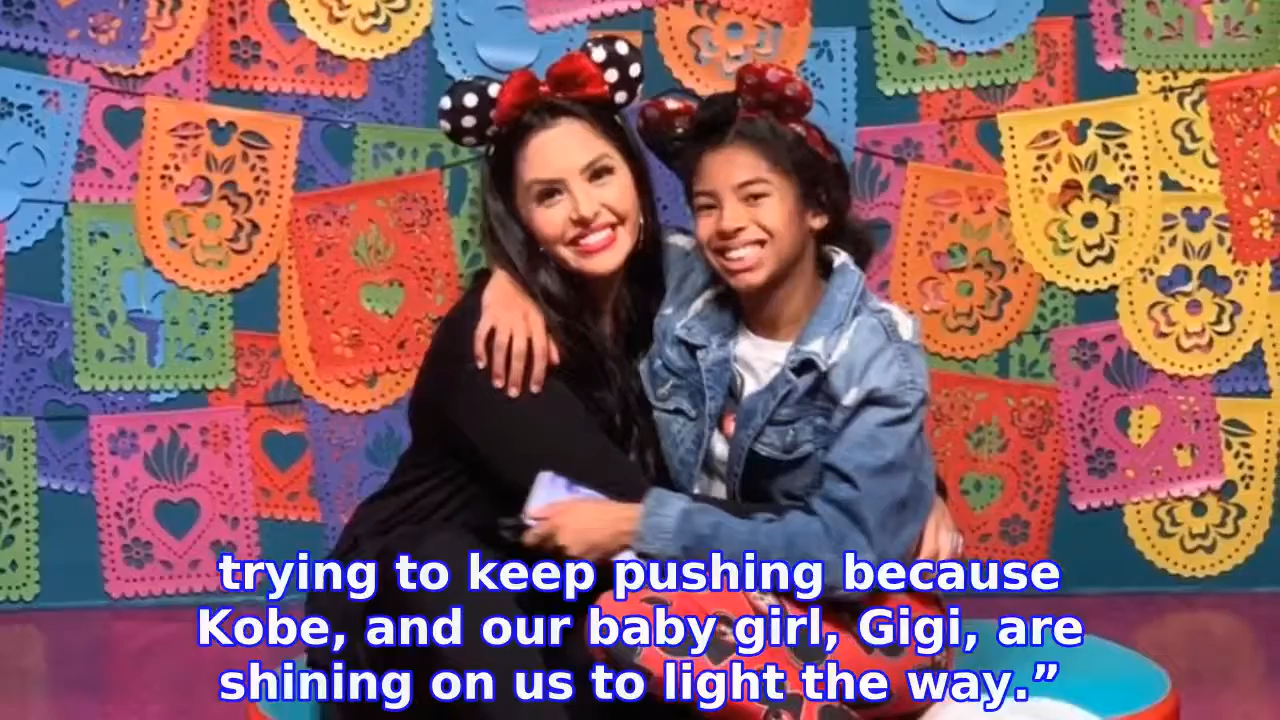 trying to keep pushing because
Kobe, and our baby girl, Gigi, are
shining on us to light the way.”